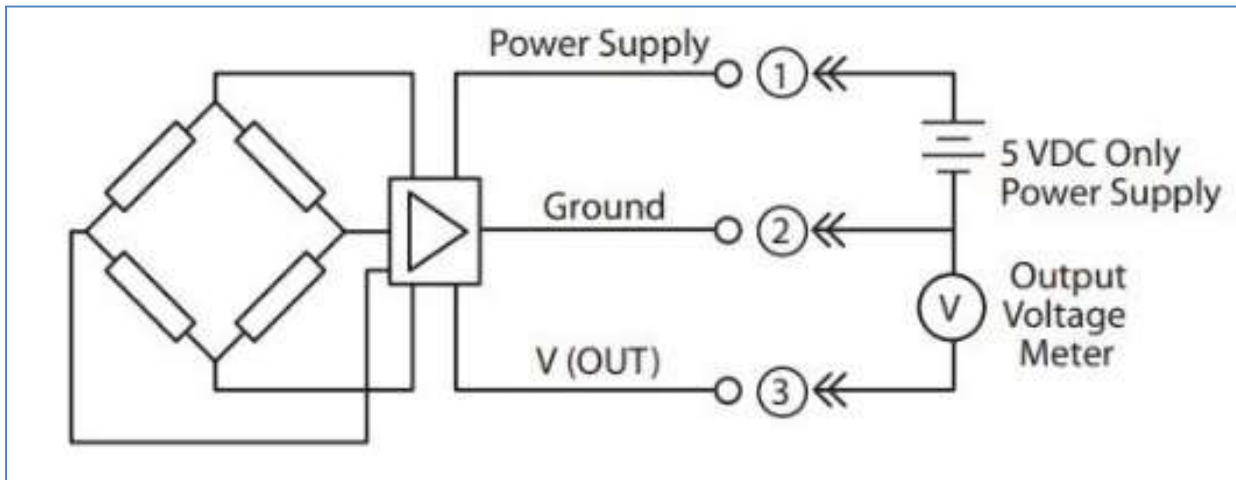 Power Supply
1
5 VDC Only
Power Supply
Ground
2
Output
Voltage
Meter
V
V (OUT)
3